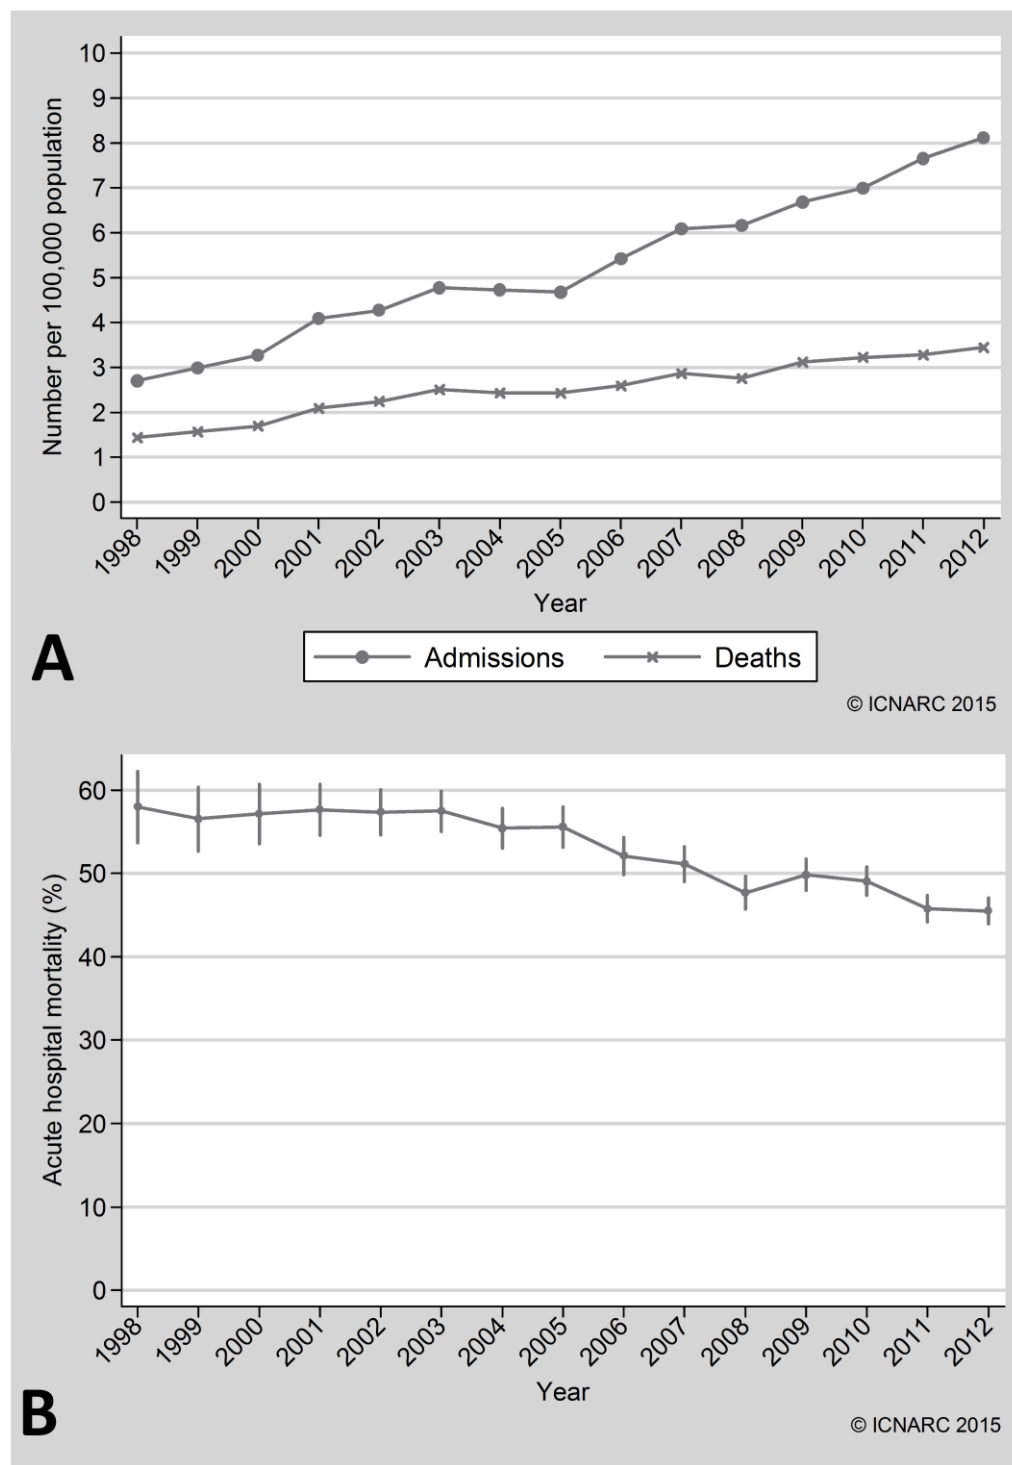 10
9
8
7
6
5
4
3
2
1
0
Number per 100,000 population
1998 1999 2000 2001 2002 2003 2004 2005 2006 2007 2008 2009 2010 2011 2012
Year
A
Admissions Deaths
© ICNARC 2015
60
50
40
30
20
10
0
Acute hospital mortality (%)
1998 1999 2000 2001 2002 2003 2004 2005 2006 2007 2008 2009 2010 2011 2012
Year
B
© ICNARC 2015